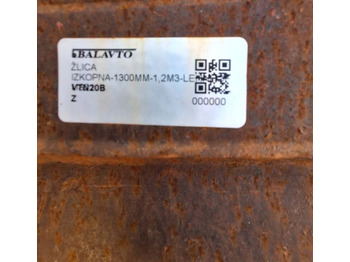 BALAVTO
ŽLICA
IZKOPNA-1300MM-1,2M3-LE
VTN20B
Z
000000